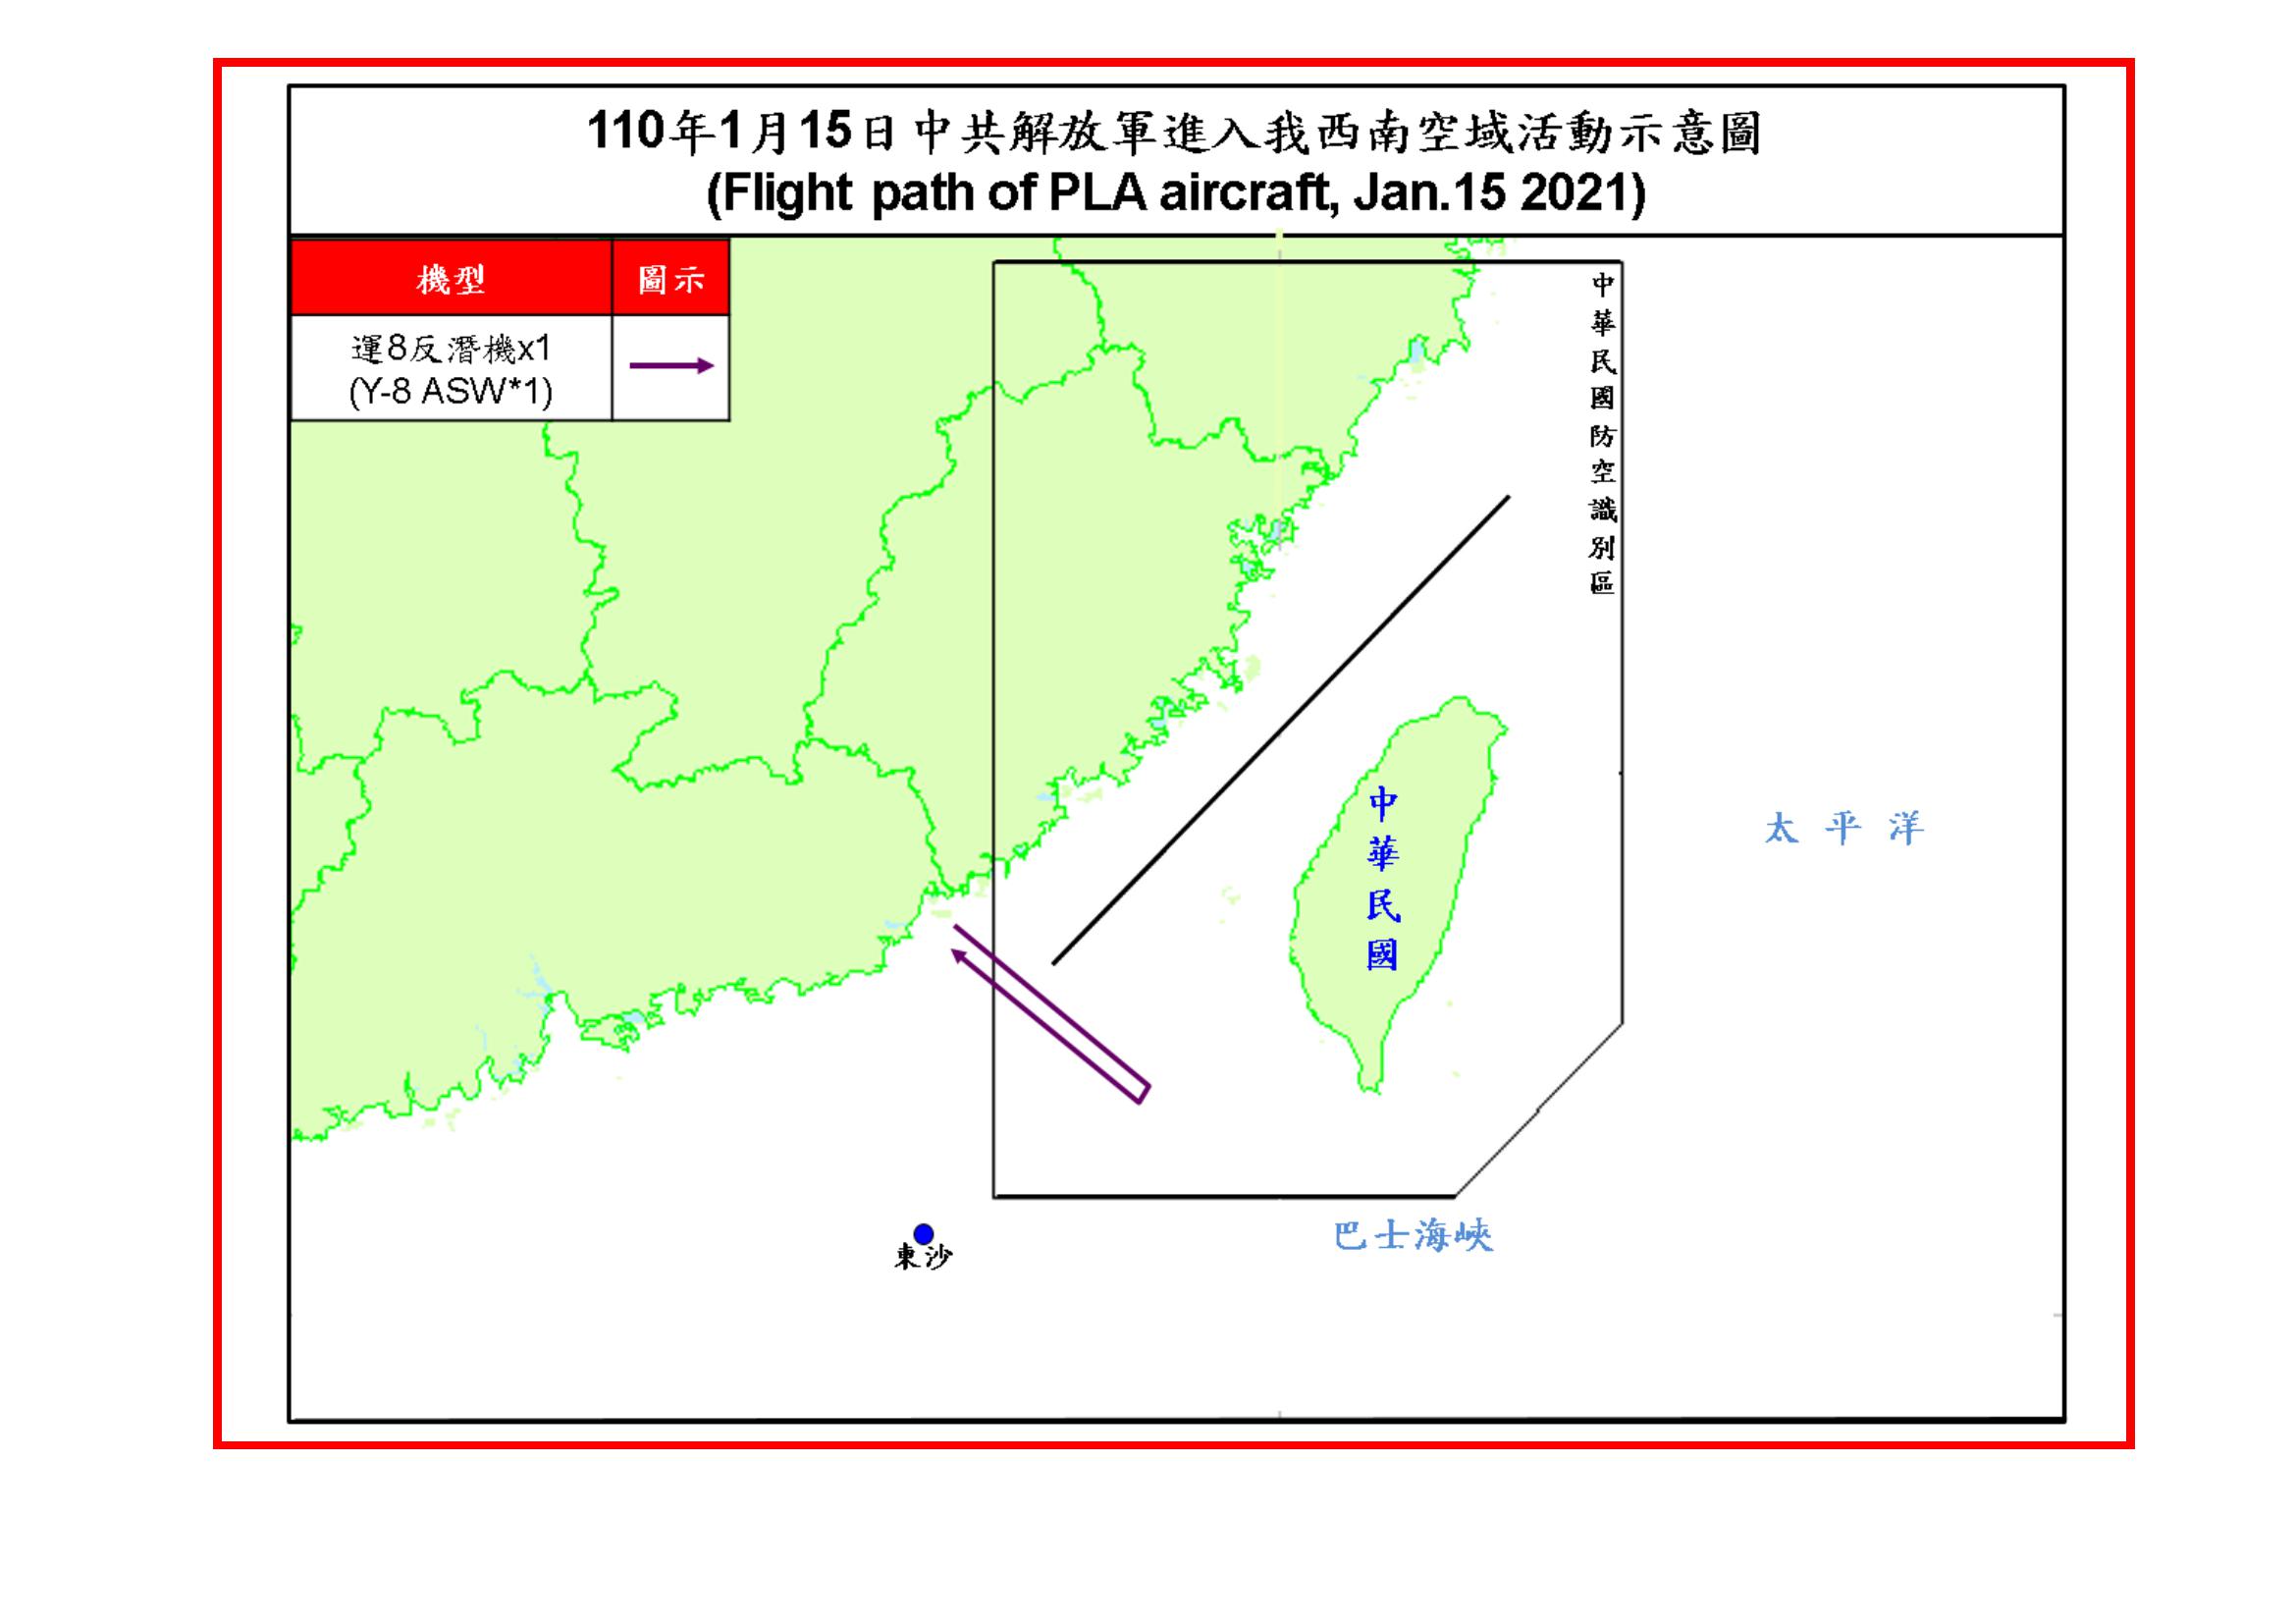 110年1月15日中共解放軍進入我西南空域活動示意圖
(Flight path of PLA aircraft, Jan.15 2021)
機型 圖示
運8反潛機x1
(Y-8 ASW*1)
中華民國防空識別區
中華民國
太平洋
巴士海峽
東沙